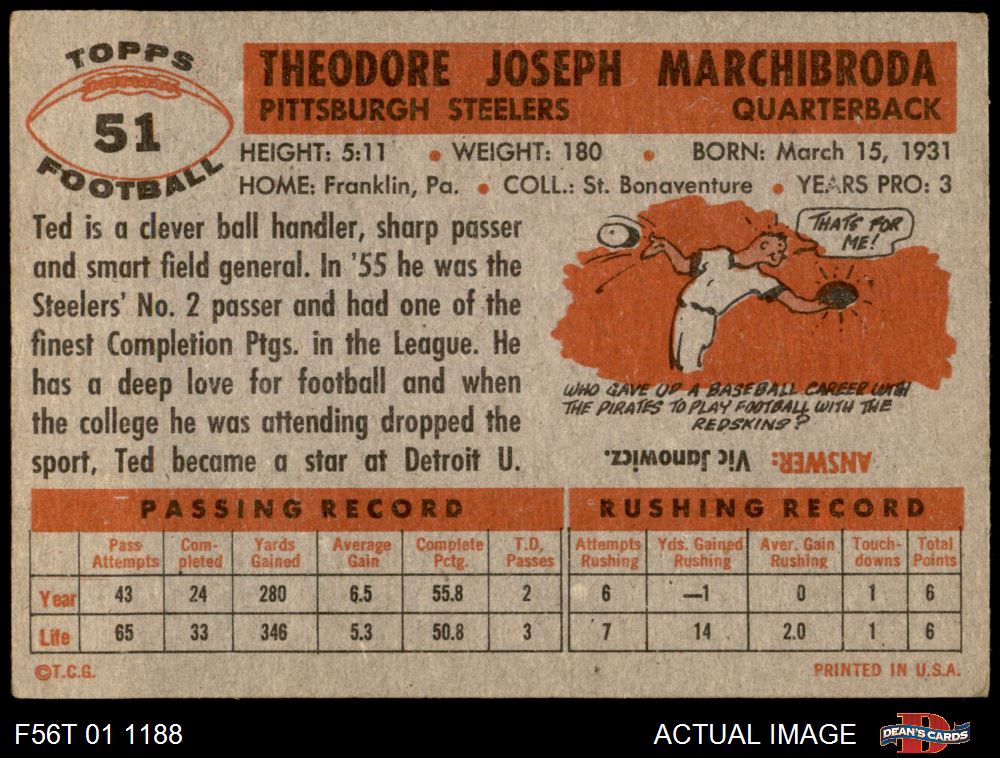 TOPPS
51
FOOTBALL
THEODORE JOSEPH MARCHIBRODA
PITTSBURGH STEELERS QUARTERBACK
HEIGHT: 5:11 • WEIGHT: 180 • BORN: March 15, 1931
HOME: Franklin, Pa. • COLL.: St. Bonaventure • YEARS PRO: 3
Ted is a clever ball handler, sharp passer
and smart field general. In '55 he was the
Steelers' No. 2 passer and had one of the
finest Completion Ptgs. in the League. He
has a deep love for football and when
the college he was attending dropped the
sport, Ted became a star at Detroit U.
THATS FOR
ME!
WHO GAVE UP A BASEBALL CAREER WITH
THE PIRATES TO PLAY FOOTBALL WITH THE
REDSKINS?
ANSWER: Vic Janowicz.
PASSING RECORD
Pass Attempts Com-pleted Yards Gained Average Gain Complete Pctg. T.D. Passes
Year 43 24 280 6.5 55.8 2
Life 65 33 346 5.3 50.8 3
RUSHING RECORD
Attempts Rushing Yds. Gained Rushing Aver. Gain Rushing Touch-downs Total Points
6 —1 0 1 6
7 14 2.0 1 6
©T.C.G. PRINTED IN U.S.A.
F56T 01 1188 ACTUAL IMAGE DEAN'S CARDS